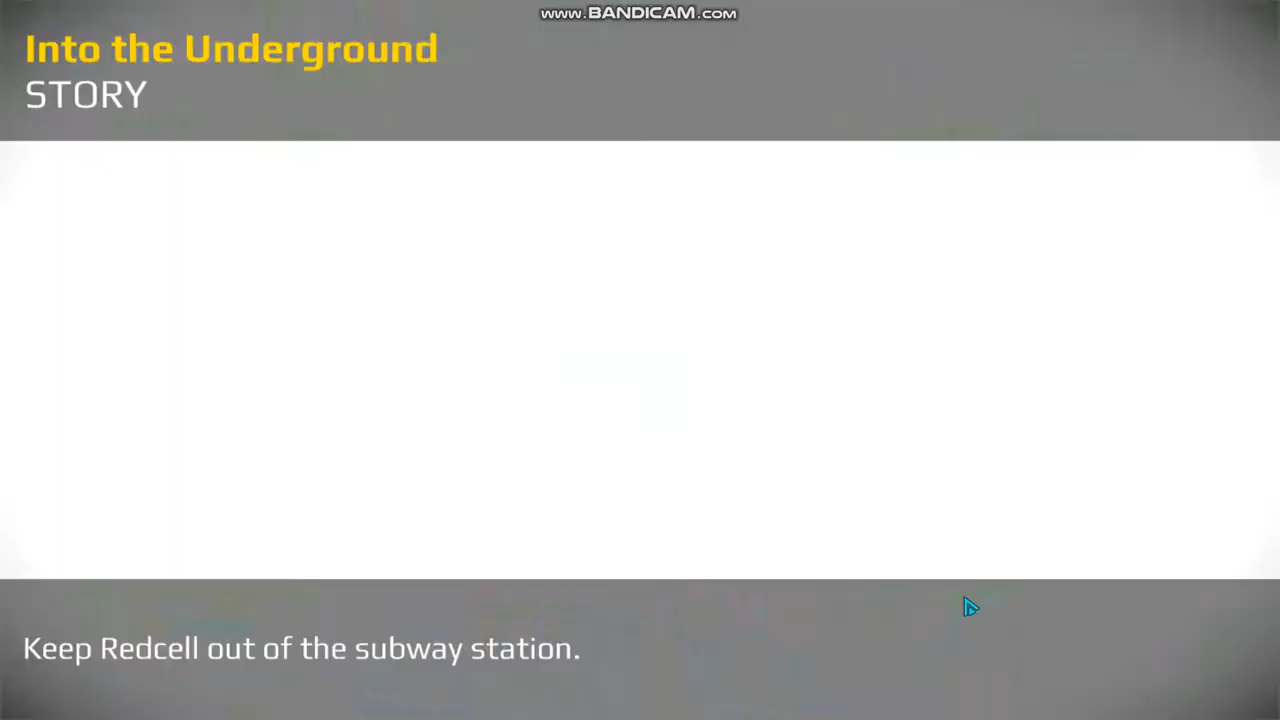 www.BANDICAM.com
Into the Underground
STORY
Keep Redcell out of the subway station.